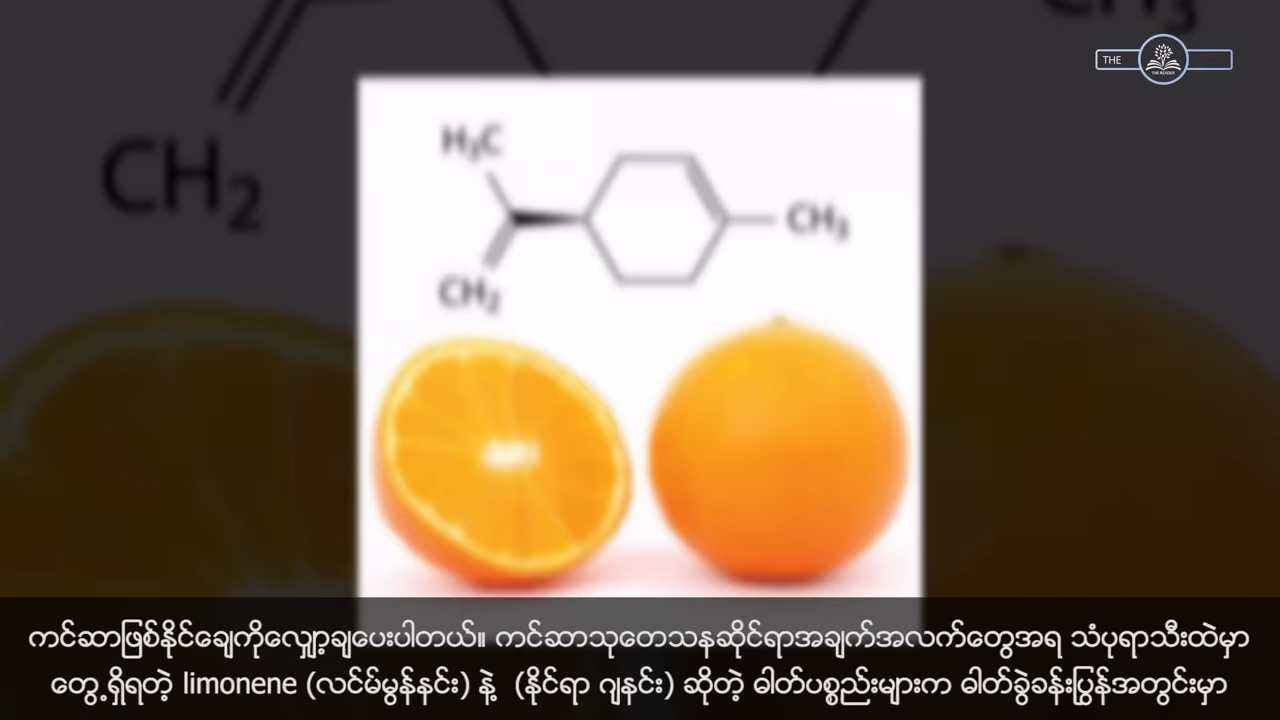 CH₂
CH₃
THE
THE READER
H₃C
CH₃
CH₂
ကင်ဆာဖြစ်နိုင်ချေကိုလျှော့ချပေးပါတယ်။ ကင်ဆာသုတေသနဆိုင်ရာအချက်အလက်တွေအရ သံပုရာသီးထဲမှာ
တွေ့ရှိရတဲ့ limonene (လင်မ်မွန်နင်း) နဲ့ (နိုင်ရာ ဂျနင်း) ဆိုတဲ့ ဓါတ်ပစ္စည်းများက ဓါတ်ခွဲခန်းပြွန်အတွင်းမှာ